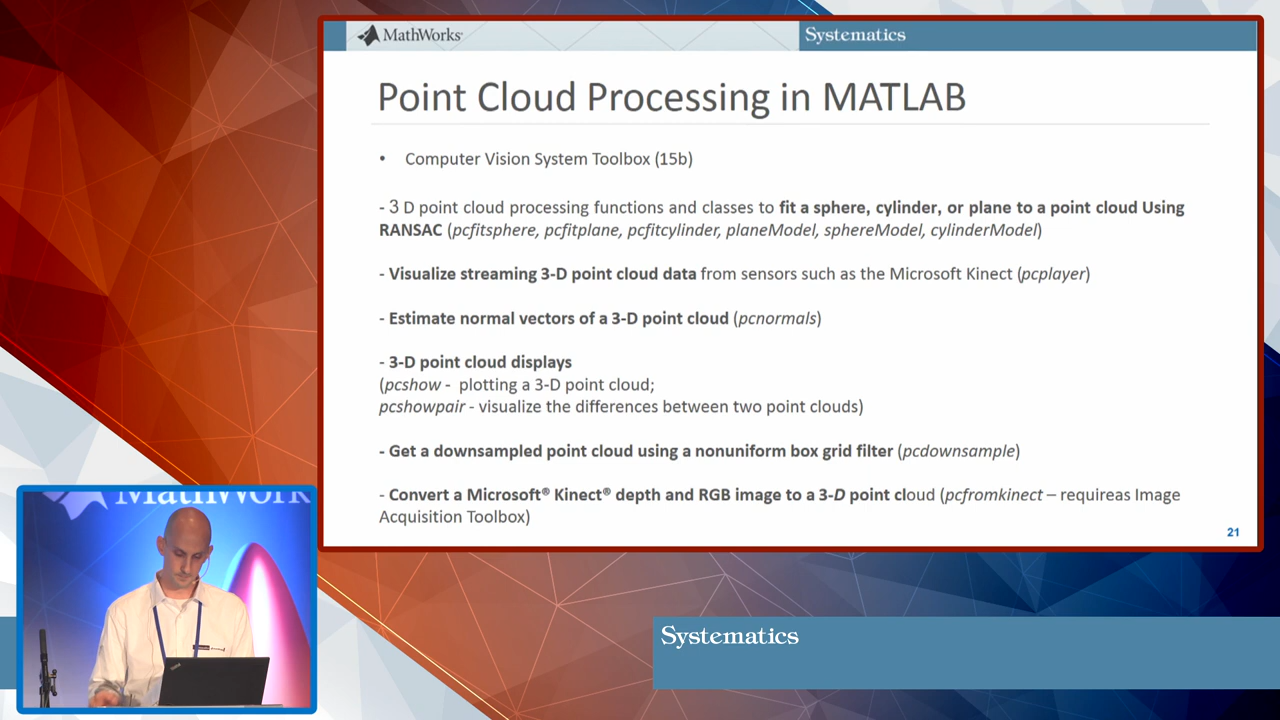 MathWorks
Systematics
Point Cloud Processing in MATLAB
• Computer Vision System Toolbox (15b)
- 3 D point cloud processing functions and classes to fit a sphere, cylinder, or plane to a point cloud Using
RANSAC (pcfitsphere, pcfitplane, pcfitcylinder, planeModel, sphereModel, cylinderModel)
- Visualize streaming 3-D point cloud data from sensors such as the Microsoft Kinect (pcplayer)
- Estimate normal vectors of a 3-D point cloud (pcnormals)
- 3-D point cloud displays
(pcshow - plotting a 3-D point cloud;
pcshowpair - visualize the differences between two point clouds)
- Get a downsampled point cloud using a nonuniform box grid filter (pcdownsample)
- Convert a Microsoft® Kinect® depth and RGB image to a 3-D point cloud (pcfromkinect – requireas Image
Acquisition Toolbox)
21
MathWork
Systematics